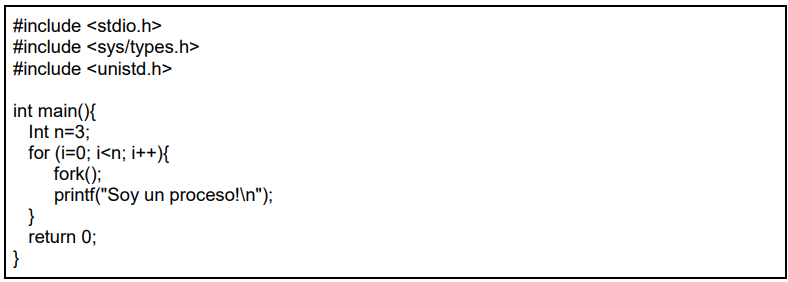 #include <stdio.h>
#include <sys/types.h>
#include <unistd.h>

int main(){
Int n=3;
for (i=0; i<n; i++){
fork();
printf("Soy un proceso!\n");
}
return 0;
}